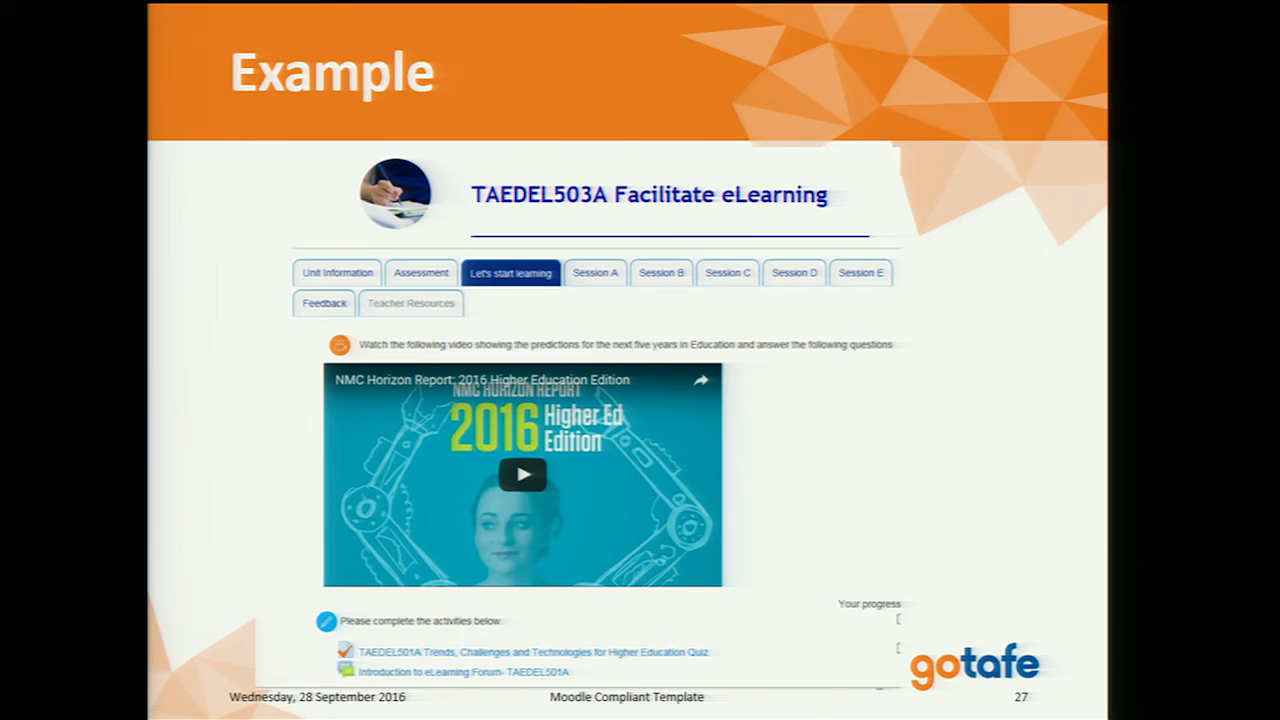 Example
TAEDEL503A Facilitate eLearning
Unit Information Assessment Let's start learning Session A Session B Session C Session D Session E
Feedback Teacher Resources
Watch the following video showing the predictions for the next five years in Education and answer the following questions
NMC Horizon Report: 2016 Higher Education Edition
NMC HORIZON REPORT
2016 Higher Ed
Edition
Your progress
Please complete the activities below.
TAEDEL501A Trends, Challenges and Technologies for Higher Education Quiz
Introduction to eLearning Forum- TAEDEL501A
gotafe
Wednesday, 28 September 2016 Moodle Compliant Template 27